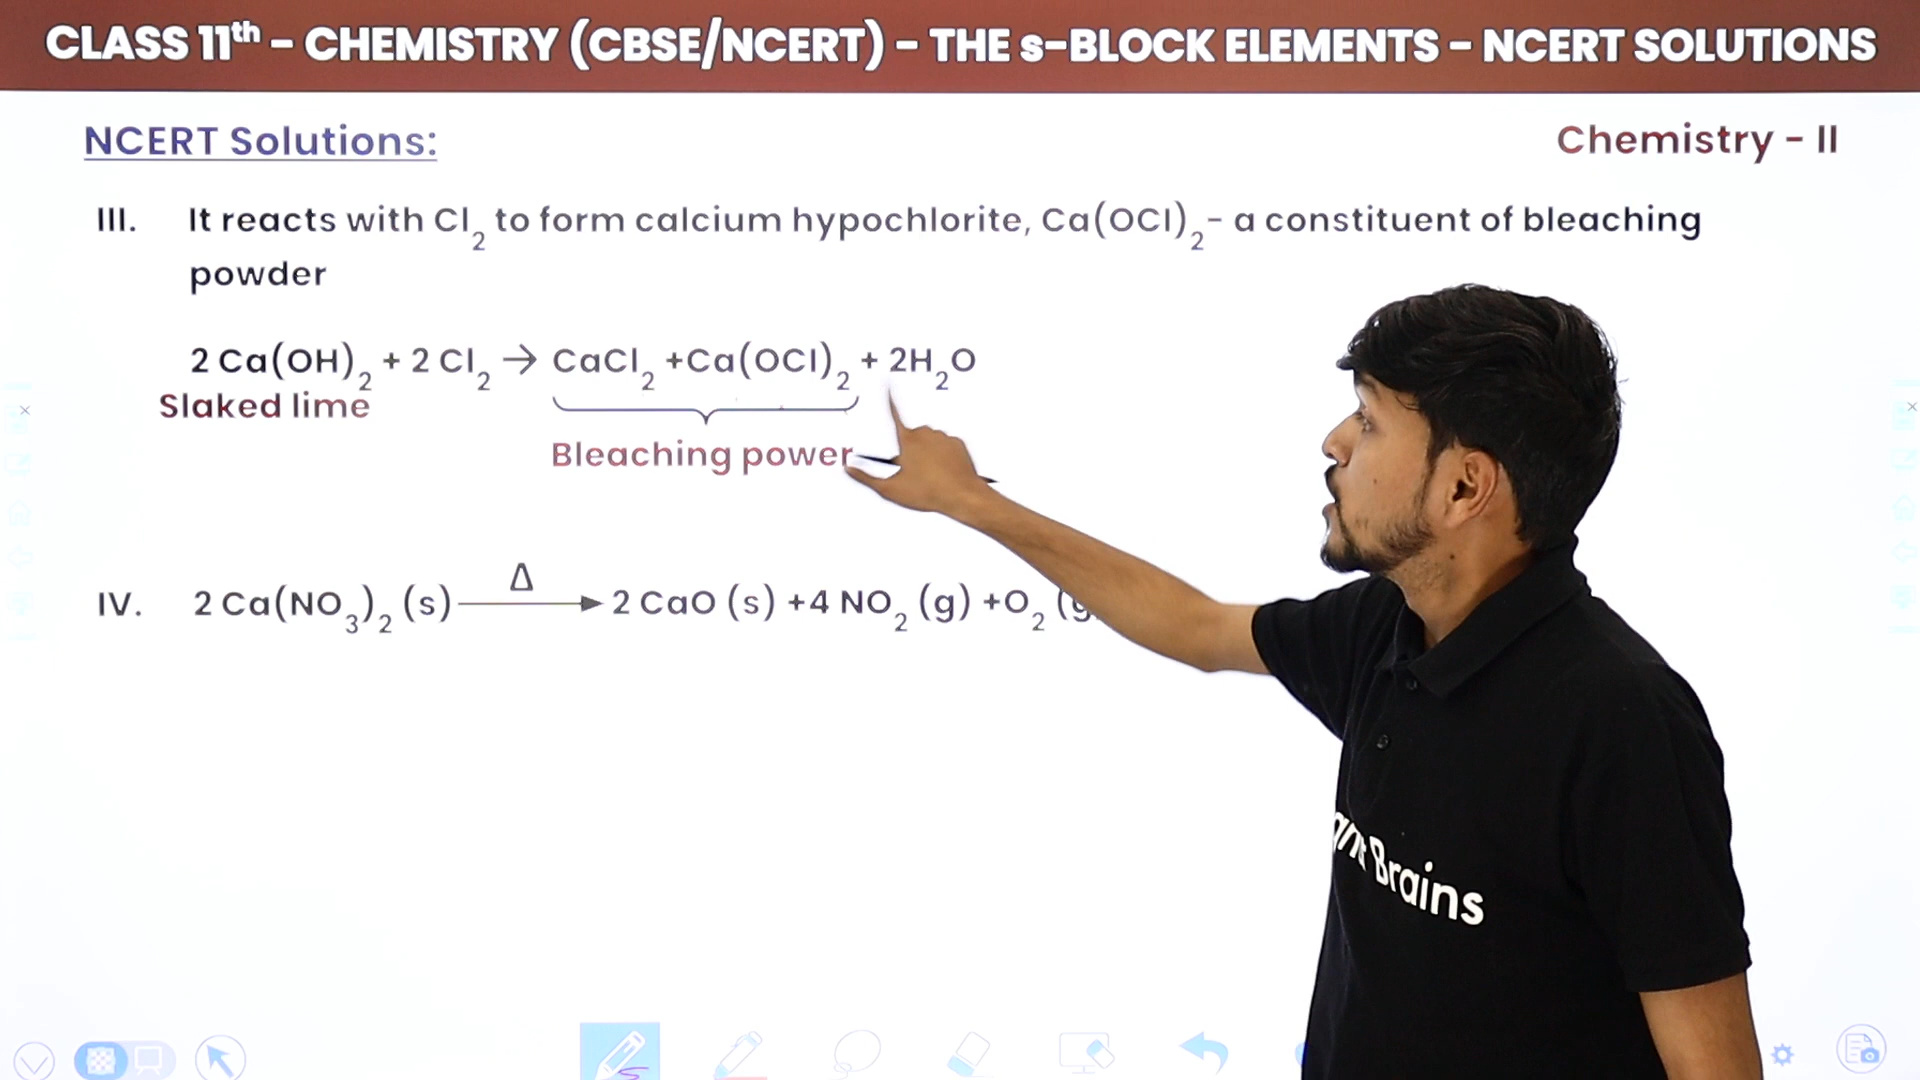 CLASS 11th – CHEMISTRY (CBSE/NCERT) – THE s-BLOCK ELEMENTS – NCERT SOLUTIONS
NCERT Solutions:
Chemistry - II
III. It reacts with Cl₂ to form calcium hypochlorite, Ca(OCl)₂- a constituent of bleaching
powder
2 Ca(OH)₂ + 2 Cl₂ → CaCl₂ +Ca(OCl)₂ + 2H₂O
Slaked lime
Bleaching power
Δ
IV. 2 Ca(NO₃)₂ (s) → 2 CaO (s) +4 NO₂ (g) +O₂ (g
Brains